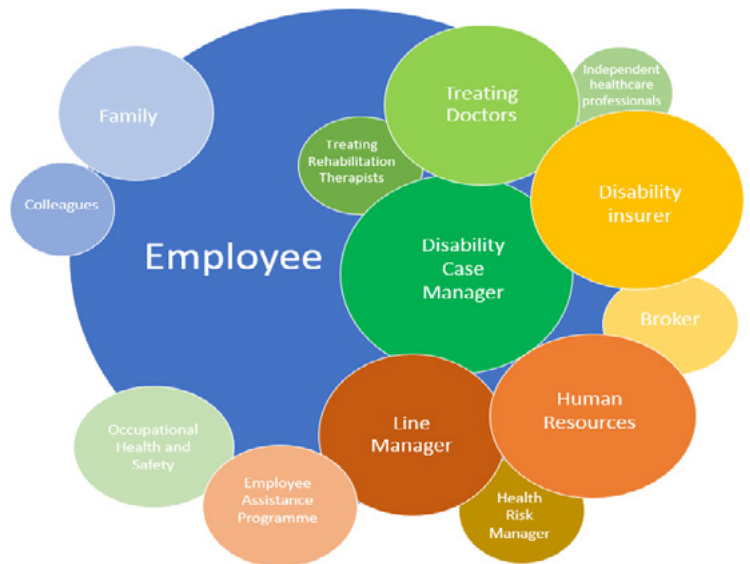 Family
Colleagues
Employee
Treating
Doctors
Independent
healthcare
professionals
Treating
Rehabilitation
Therapists
Disability
insurer
Disability
Case
Manager
Broker
Human
Resources
Line
Manager
Occupational
Health and
Safety
Employee
Assistance
Programme
Health
Risk
Manager